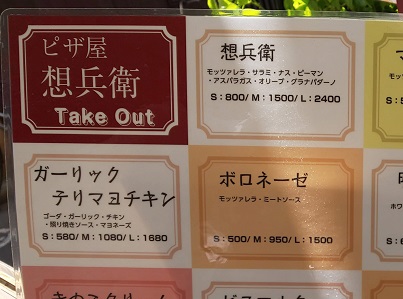 ピザ屋
想兵衛
Take Out
想兵衛
モッツァレラ・サラミ・ナス・ピーマン
・アスパラガス・オリーブ・グラナパダーノ
S：800/ M：1500/ L：2400
ガーリック
テリマヨチキン
ゴーダ・ガーリック・チキン
・照り焼きソース・マヨネーズ
S：580/ M：1080/ L：1680
ボロネーゼ
モッツァレラ・ミートソース
S：500/ M：950/ L：1500